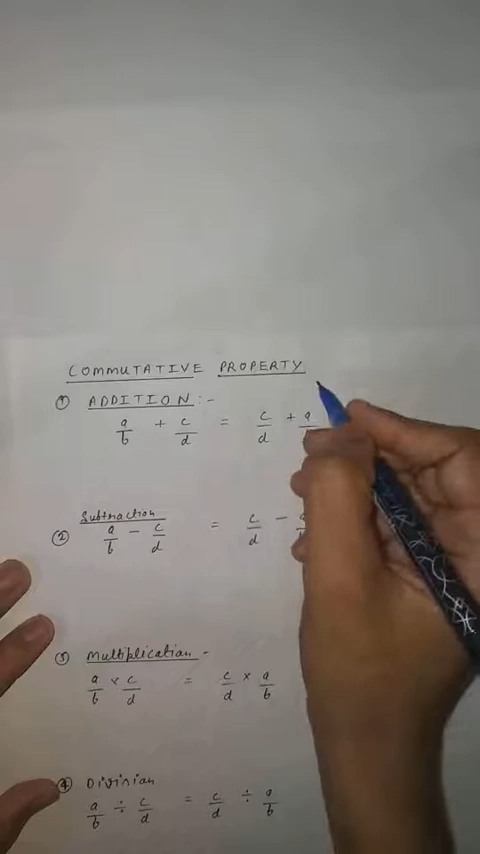 COMMUTATIVE PROPERTY
① ADDITION :-
a/b + c/d = c/d + a
② Subtraction
a/b - c/d = c/d -
③ Multiplication -
a/b × c/d = c/d × a/b
④ Division
a/b ÷ c/d = c/d ÷ a/b